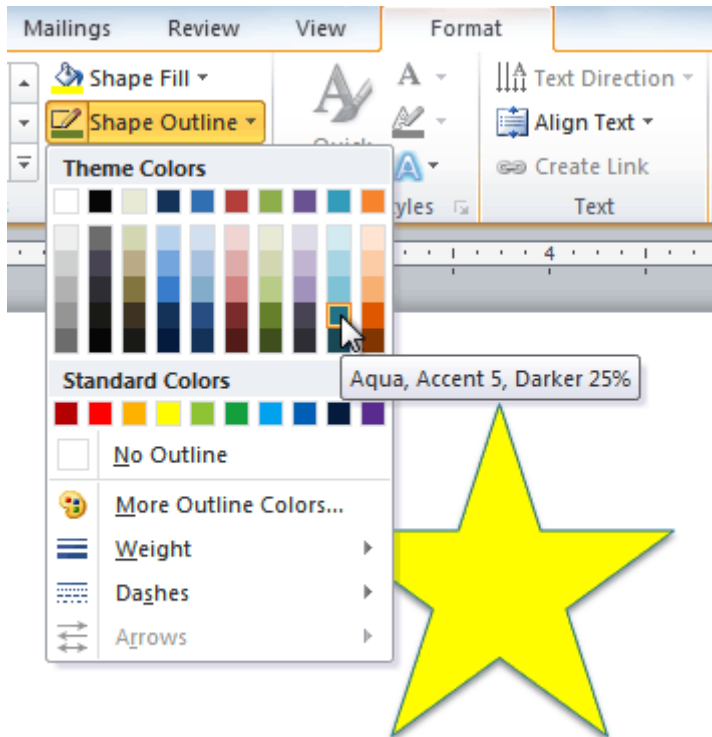 Mailings Review View Format
Shape Fill A Text Direction
Shape Outline Align Text
Create Link
Text
Theme Colors
4
Standard Colors
Aqua, Accent 5, Darker 25%
No Outline
More Outline Colors...
Weight
Dashes
Arrows